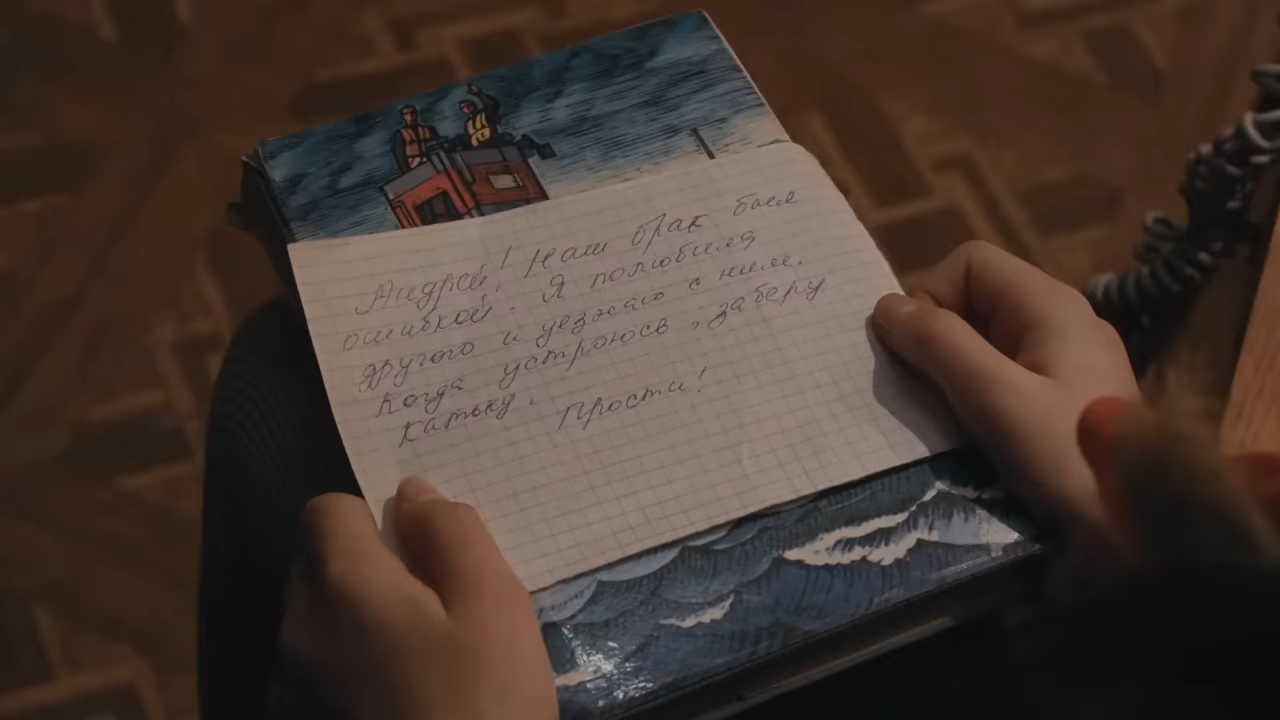 Андрей! Наш брак был
ошибкой. Я полюбила
другого и уезжаю с ним.
Когда устроюсь, заберу
Катьку.
Прости!